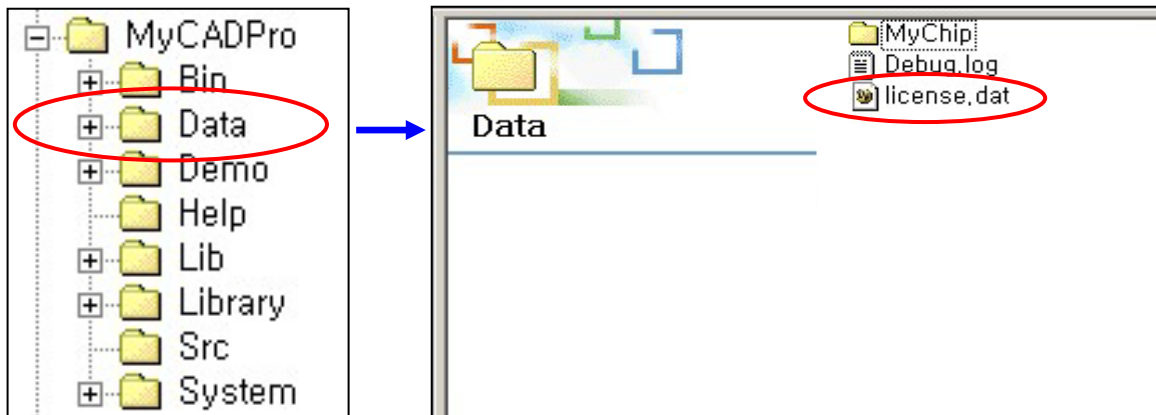 MyCADPro
Bin
Data
Demo
Help
Lib
Library
Src
System
Data
MyChip
Debug.log
license.dat